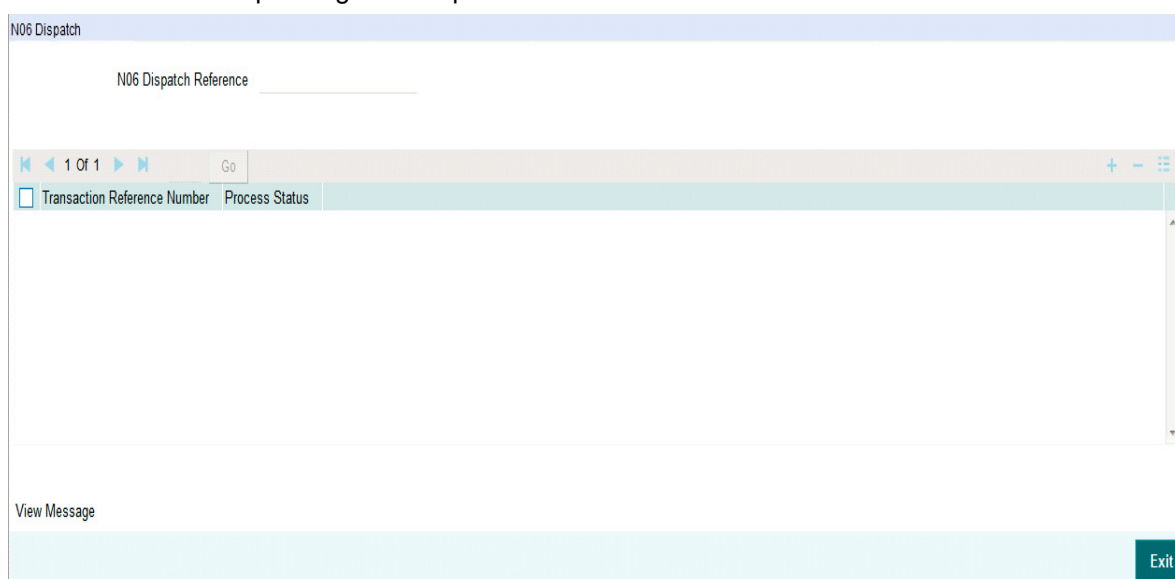 N06 Dispatch
N06 Dispatch Reference
1 Of 1 Go
Transaction Reference Number Process Status
View Message
Exit